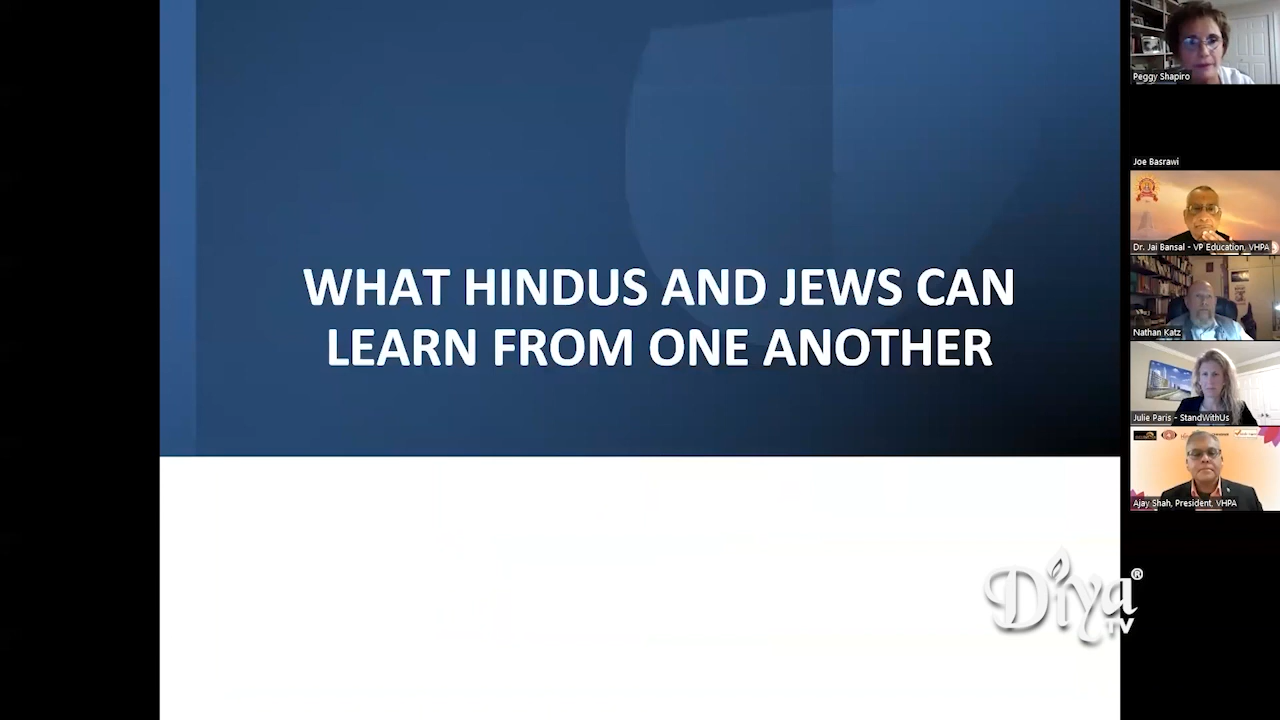 WHAT HINDUS AND JEWS CAN
LEARN FROM ONE ANOTHER
Peggy Shapiro
Joe Basrawi
Dr. Jai Bansal - VP Education, VHPA
Nathan Katz
Julie Paris - StandWithUs
Ajay Shah, President, VHPA
Diya®
TV